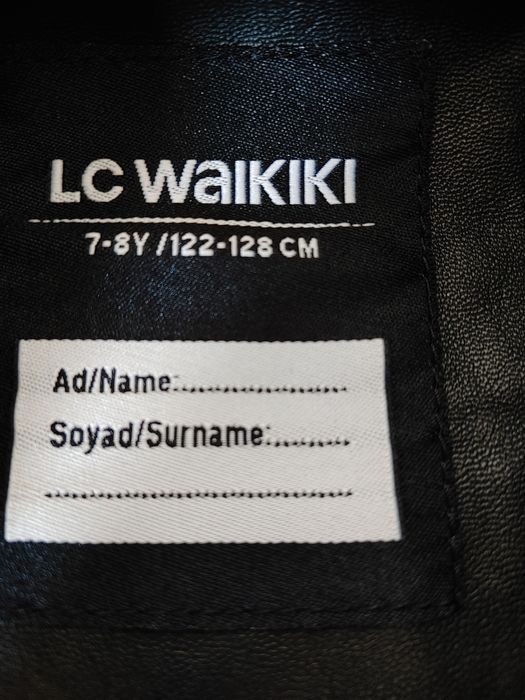 LC WAIKIKI
7-8Y /122-128 CM
Ad/Name:....................
Soyad/Surname:..........
........................................